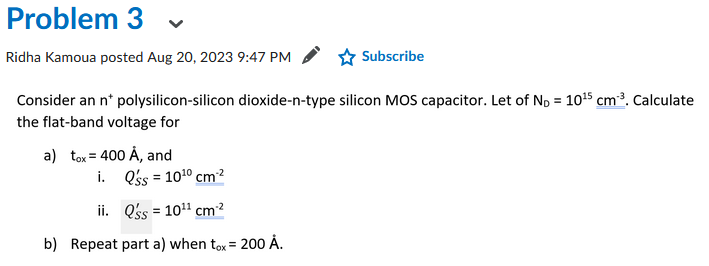 Problem 3
Ridha Kamoua posted Aug 20, 2023 9:47 PM Subscribe
Consider an n⁺ polysilicon-silicon dioxide-n-type silicon MOS capacitor. Let of N_D = 10¹⁵ cm⁻³. Calculate
the flat-band voltage for
a) t_ox = 400 Å, and
i. Q′_SS = 10¹⁰ cm⁻²
ii. Q′_SS = 10¹¹ cm⁻²
b) Repeat part a) when t_ox = 200 Å.